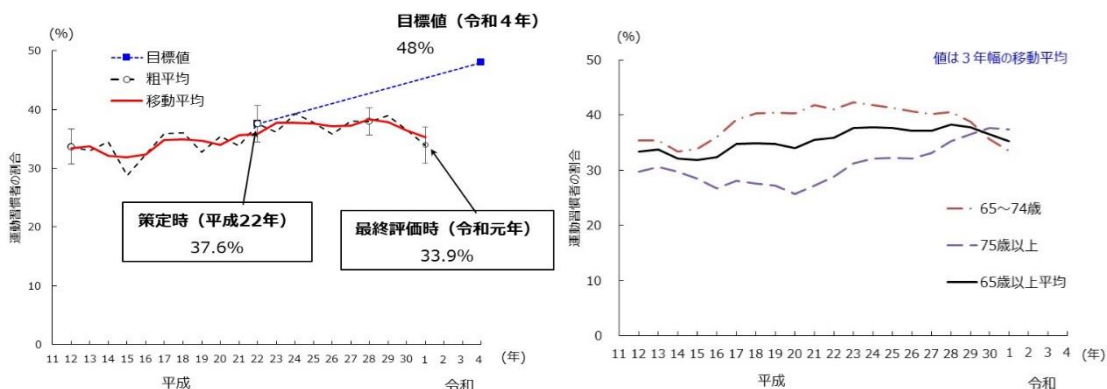 目標値（令和４年）
48%
(%)
50
40
30
20
10
0
運動習慣者の割合
目標値
粗平均
移動平均
策定時（平成22年）
37.6%
最終評価時（令和元年）
33.9%
11 12 13 14 15 16 17 18 19 20 21 22 23 24 25 26 27 28 29 30 1 2 3 4 (年)
平成 令和
(%)
値は３年幅の移動平均
50
40
30
20
10
0
運動習慣者の割合
65～74歳
75歳以上
65歳以上平均
11 12 13 14 15 16 17 18 19 20 21 22 23 24 25 26 27 28 29 30 1 2 3 4 (年)
平成 令和